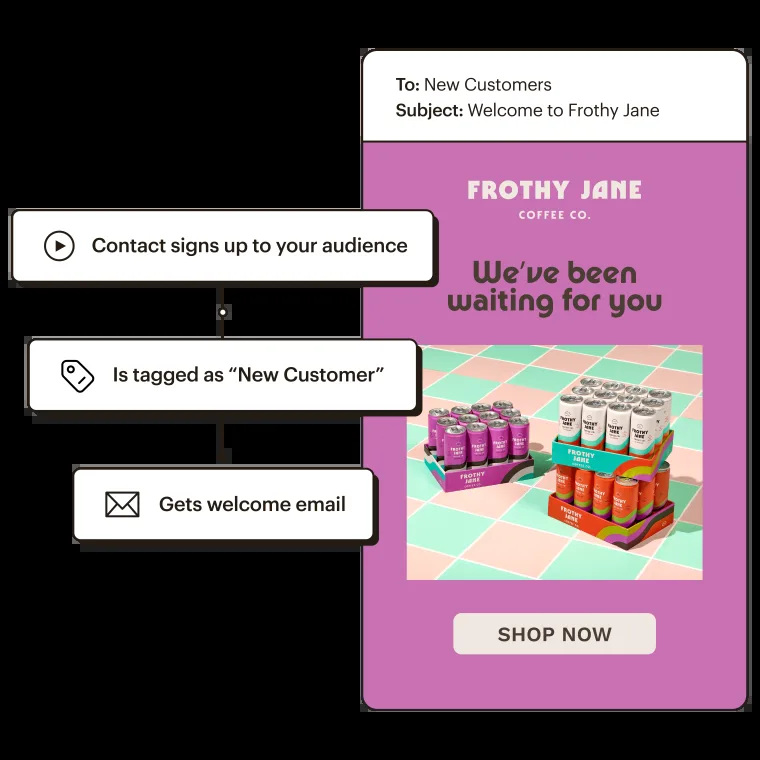 To: New Customers
Subject: Welcome to Frothy Jane
FROTHY JANE
COFFEE CO.
Contact signs up to your audience
We've been
waiting for you
Is tagged as “New Customer”
Gets welcome email
FROTHY
JANE
FROTHY
JANE
FROTHY
JANE
SHOP NOW